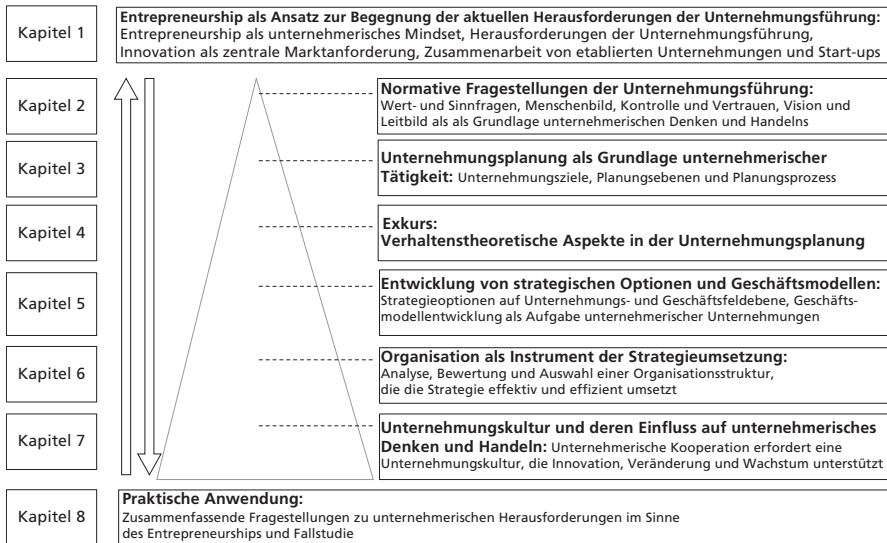 Kapitel 1
Entrepreneurship als Ansatz zur Begegnung der aktuellen Herausforderungen der Unternehmungsführung:
Entrepreneurship als unternehmerisches Mindset, Herausforderungen der Unternehmungsführung,
Innovation als zentrale Marktanforderung, Zusammenarbeit von etablierten Unternehmungen und Start-ups
Kapitel 2
Normative Fragestellungen der Unternehmungsführung:
Wert- und Sinnfragen, Menschenbild, Kontrolle und Vertrauen, Vision und
Leitbild als als Grundlage unternehmerischen Denken und Handelns
Kapitel 3
Unternehmungsplanung als Grundlage unternehmerischer
Tätigkeit: Unternehmungsziele, Planungsebenen und Planungsprozess
Kapitel 4
Exkurs:
Verhaltenstheoretische Aspekte in der Unternehmungsplanung
Kapitel 5
Entwicklung von strategischen Optionen und Geschäftsmodellen:
Strategieoptionen auf Unternehmungs- und Geschäftsfeldebene, Geschäfts-
modellentwicklung als Aufgabe unternehmerischer Unternehmungen
Kapitel 6
Organisation als Instrument der Strategieumsetzung:
Analyse, Bewertung und Auswahl einer Organisationsstruktur,
die die Strategie effektiv und effizient umsetzt
Kapitel 7
Unternehmungskultur und deren Einfluss auf unternehmerisches
Denken und Handeln: Unternehmerische Kooperation erfordert eine
Unternehmungskultur, die Innovation, Veränderung und Wachstum unterstützt
Kapitel 8
Praktische Anwendung:
Zusammenfassende Fragestellungen zu unternehmerischen Herausforderungen im Sinne
des Entrepreneurships und Fallstudie